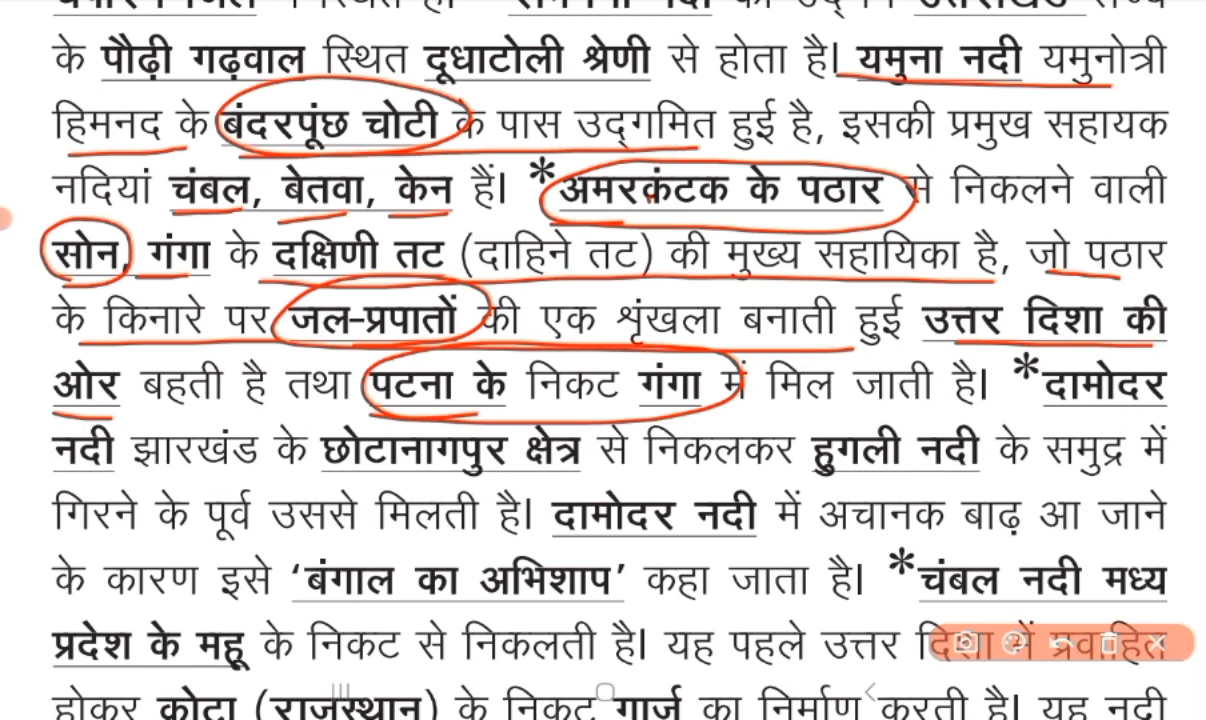 के पौढ़ी गढ़वाल स्थित दूधाटोली श्रेणी से होता है। यमुना नदी यमुनोत्री
हिमनद के बंदरपूंछ चोटी के पास उद्गमित हुई है, इसकी प्रमुख सहायक
नदियां चंबल, बेतवा, केन हैं। *अमरकंटक के पठार से निकलने वाली
सोन, गंगा के दक्षिणी तट (दाहिने तट) की मुख्य सहायिका है, जो पठार
के किनारे पर जल-प्रपातों की एक शृंखला बनाती हुई उत्तर दिशा की
ओर बहती है तथा पटना के निकट गंगा में मिल जाती है। *दामोदर
नदी झारखंड के छोटानागपुर क्षेत्र से निकलकर हुगली नदी के समुद्र में
गिरने के पूर्व उससे मिलती है। दामोदर नदी में अचानक बाढ़ आ जाने
के कारण इसे ‘बंगाल का अभिशाप’ कहा जाता है। *चंबल नदी मध्य
प्रदेश के महू के निकट से निकलती है। यह पहले उत्तर दिशा में प्रवाहित
होकर कोटा (राजस्थान) के निकट गार्ज का निर्माण करती है। यह नदी